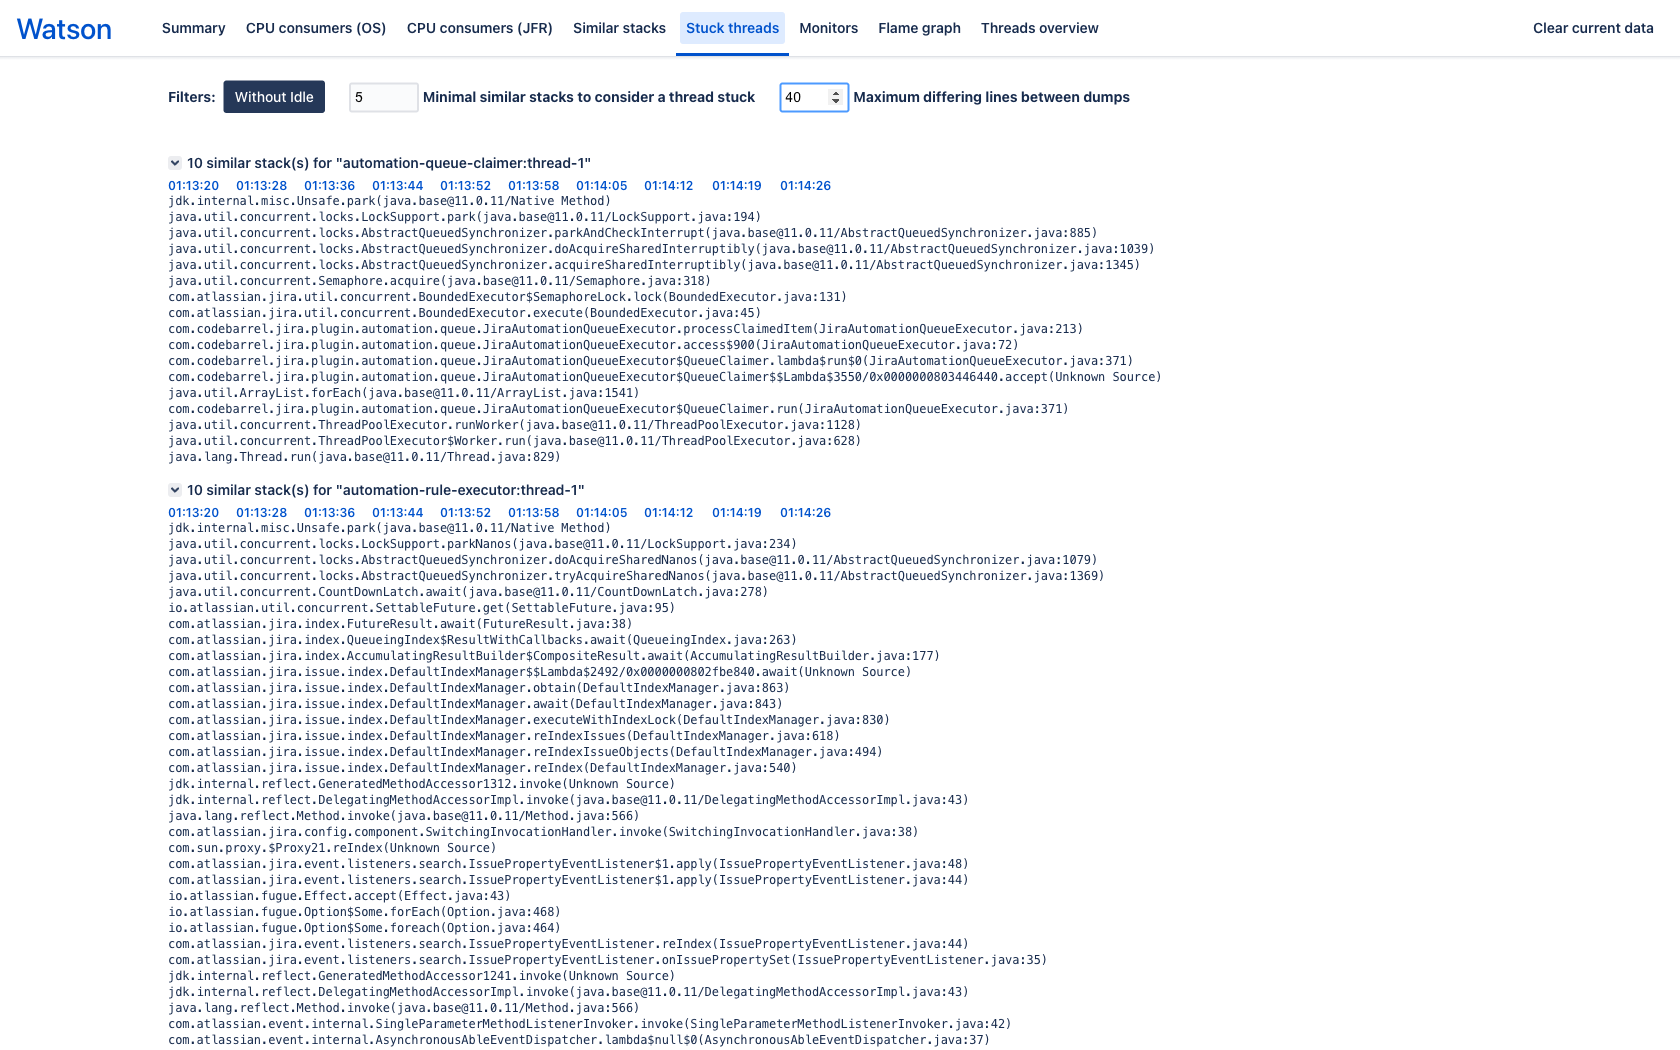 Watson Summary CPU consumers (OS) CPU consumers (JFR) Similar stacks Stuck threads Monitors Flame graph Threads overview Clear current data
Filters: Without Idle 5 Minimal similar stacks to consider a thread stuck 40 Maximum differing lines between dumps
10 similar stack(s) for "automation-queue-claimer:thread-1"
01:13:20 01:13:28 01:13:36 01:13:44 01:13:52 01:13:58 01:14:05 01:14:12 01:14:19 01:14:26
jdk.internal.misc.Unsafe.park(java.base@11.0.11/Native Method)
java.util.concurrent.locks.LockSupport.park(java.base@11.0.11/LockSupport.java:194)
java.util.concurrent.locks.AbstractQueuedSynchronizer.parkAndCheckInterrupt(java.base@11.0.11/AbstractQueuedSynchronizer.java:885)
java.util.concurrent.locks.AbstractQueuedSynchronizer.doAcquireSharedInterruptibly(java.base@11.0.11/AbstractQueuedSynchronizer.java:1039)
java.util.concurrent.locks.AbstractQueuedSynchronizer.acquireSharedInterruptibly(java.base@11.0.11/AbstractQueuedSynchronizer.java:1345)
java.util.concurrent.Semaphore.acquire(java.base@11.0.11/Semaphore.java:318)
com.atlassian.jira.util.concurrent.BoundedExecutor$SemaphoreLock.lock(BoundedExecutor.java:131)
com.atlassian.jira.util.concurrent.BoundedExecutor.execute(BoundedExecutor.java:45)
com.codebarrel.jira.plugin.automation.queue.JiraAutomationQueueExecutor.processClaimedItem(JiraAutomationQueueExecutor.java:213)
com.codebarrel.jira.plugin.automation.queue.JiraAutomationQueueExecutor.access$900(JiraAutomationQueueExecutor.java:72)
com.codebarrel.jira.plugin.automation.queue.JiraAutomationQueueExecutor$QueueClaimer.lambda$run$0(JiraAutomationQueueExecutor.java:371)
com.codebarrel.jira.plugin.automation.queue.JiraAutomationQueueExecutor$QueueClaimer$$Lambda$3550/0x0000000803446440.accept(Unknown Source)
java.util.ArrayList.forEach(java.base@11.0.11/ArrayList.java:1541)
com.codebarrel.jira.plugin.automation.queue.JiraAutomationQueueExecutor$QueueClaimer.run(JiraAutomationQueueExecutor.java:371)
java.util.concurrent.ThreadPoolExecutor.runWorker(java.base@11.0.11/ThreadPoolExecutor.java:1128)
java.util.concurrent.ThreadPoolExecutor$Worker.run(java.base@11.0.11/ThreadPoolExecutor.java:628)
java.lang.Thread.run(java.base@11.0.11/Thread.java:829)
10 similar stack(s) for "automation-rule-executor:thread-1"
01:13:20 01:13:28 01:13:36 01:13:44 01:13:52 01:13:58 01:14:05 01:14:12 01:14:19 01:14:26
jdk.internal.misc.Unsafe.park(java.base@11.0.11/Native Method)
java.util.concurrent.locks.LockSupport.parkNanos(java.base@11.0.11/LockSupport.java:234)
java.util.concurrent.locks.AbstractQueuedSynchronizer.doAcquireSharedNanos(java.base@11.0.11/AbstractQueuedSynchronizer.java:1079)
java.util.concurrent.locks.AbstractQueuedSynchronizer.tryAcquireSharedNanos(java.base@11.0.11/AbstractQueuedSynchronizer.java:1369)
java.util.concurrent.CountDownLatch.await(java.base@11.0.11/CountDownLatch.java:278)
io.atlassian.util.concurrent.SettableFuture.get(SettableFuture.java:95)
com.atlassian.jira.index.FutureResult.await(FutureResult.java:38)
com.atlassian.jira.index.QueueingIndex$ResultWithCallbacks.await(QueueingIndex.java:263)
com.atlassian.jira.index.AccumulatingResultBuilder$CompositeResult.await(AccumulatingResultBuilder.java:177)
com.atlassian.jira.issue.index.DefaultIndexManager$$Lambda$2492/0x0000000802fbe840.await(Unknown Source)
com.atlassian.jira.issue.index.DefaultIndexManager.obtain(DefaultIndexManager.java:863)
com.atlassian.jira.issue.index.DefaultIndexManager.await(DefaultIndexManager.java:843)
com.atlassian.jira.issue.index.DefaultIndexManager.executeWithIndexLock(DefaultIndexManager.java:830)
com.atlassian.jira.issue.index.DefaultIndexManager.reIndexIssues(DefaultIndexManager.java:618)
com.atlassian.jira.issue.index.DefaultIndexManager.reIndexIssueObjects(DefaultIndexManager.java:494)
com.atlassian.jira.issue.index.DefaultIndexManager.reIndex(DefaultIndexManager.java:540)
jdk.internal.reflect.GeneratedMethodAccessor1312.invoke(Unknown Source)
jdk.internal.reflect.DelegatingMethodAccessorImpl.invoke(java.base@11.0.11/DelegatingMethodAccessorImpl.java:43)
java.lang.reflect.Method.invoke(java.base@11.0.11/Method.java:566)
com.atlassian.jira.config.component.SwitchingInvocationHandler.invoke(SwitchingInvocationHandler.java:38)
com.sun.proxy.$Proxy21.reIndex(Unknown Source)
com.atlassian.jira.event.listeners.search.IssuePropertyEventListener$1.apply(IssuePropertyEventListener.java:48)
com.atlassian.jira.event.listeners.search.IssuePropertyEventListener$1.apply(IssuePropertyEventListener.java:44)
io.atlassian.fugue.Effect.accept(Effect.java:43)
io.atlassian.fugue.Option$Some.forEach(Option.java:468)
io.atlassian.fugue.Option$Some.foreach(Option.java:464)
com.atlassian.jira.event.listeners.search.IssuePropertyEventListener.reIndex(IssuePropertyEventListener.java:44)
com.atlassian.jira.event.listeners.search.IssuePropertyEventListener.onIssuePropertySet(IssuePropertyEventListener.java:35)
jdk.internal.reflect.GeneratedMethodAccessor1241.invoke(Unknown Source)
jdk.internal.reflect.DelegatingMethodAccessorImpl.invoke(java.base@11.0.11/DelegatingMethodAccessorImpl.java:43)
java.lang.reflect.Method.invoke(java.base@11.0.11/Method.java:566)
com.atlassian.event.internal.SingleParameterMethodListenerInvoker.invoke(SingleParameterMethodListenerInvoker.java:42)
com.atlassian.event.internal.AsynchronousAbleEventDispatcher.lambda$null$0(AsynchronousAbleEventDispatcher.java:37)